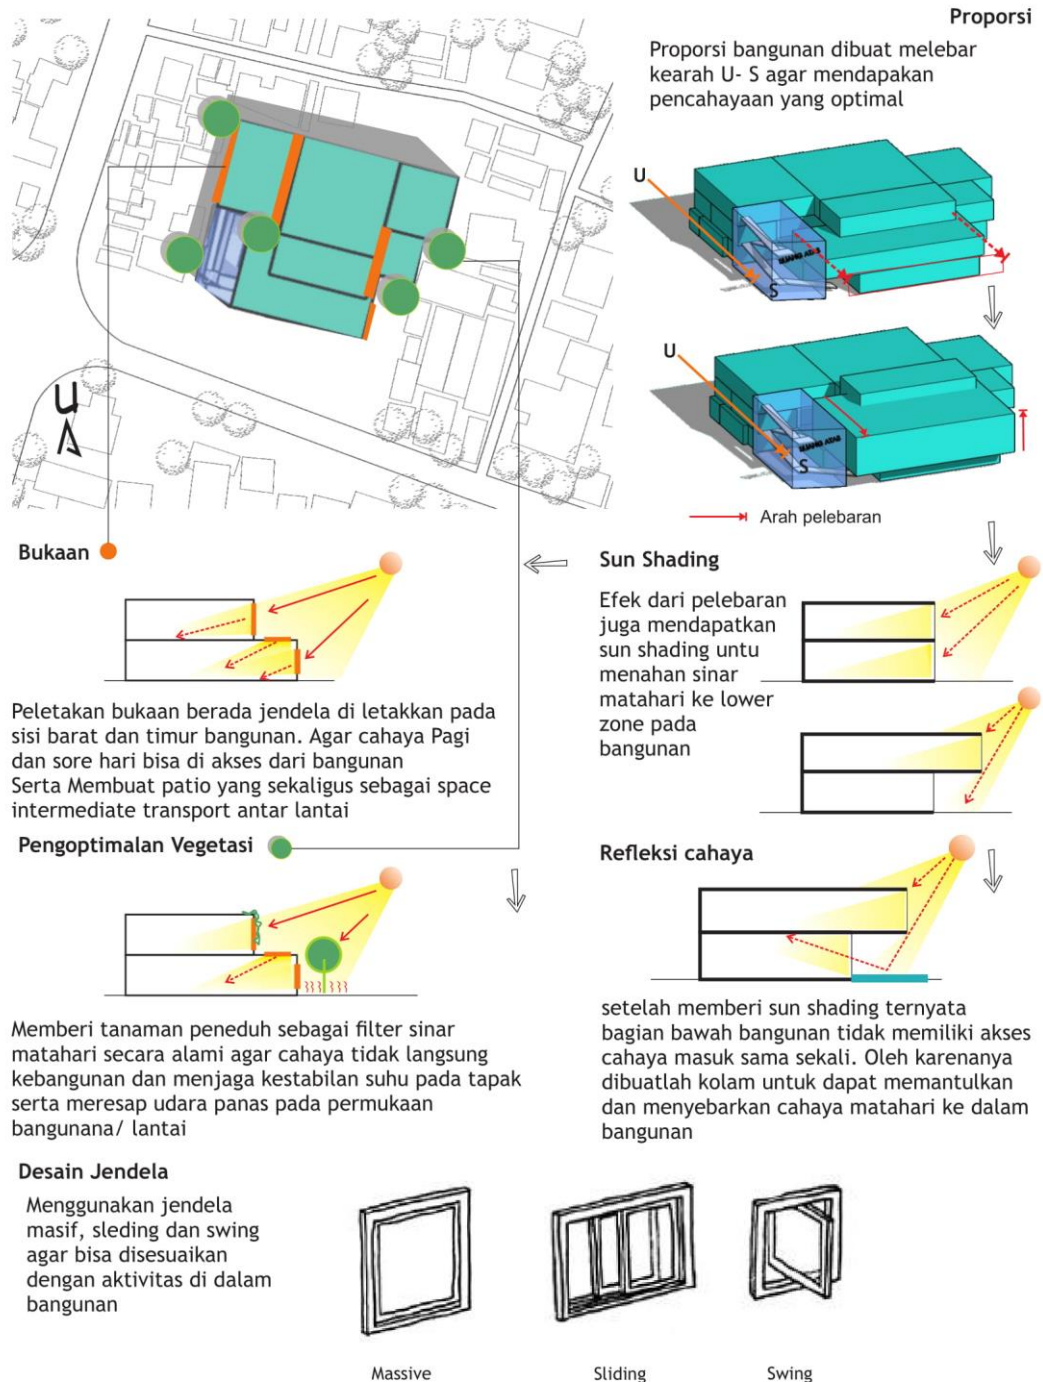 Proporsi
Proporsi bangunan dibuat melebar
kearah U- S agar mendapakan
pencahayaan yang optimal
U
U
S
RUANG ATAS
U
RUANG ATAS
S
Arah pelebaran
Bukaan
Peletakan bukaan berada jendela di letakkan pada
sisi barat dan timur bangunan. Agar cahaya Pagi
dan sore hari bisa di akses dari bangunan
Serta Membuat patio yang sekaligus sebagai space
intermediate transport antar lantai
Sun Shading
Efek dari pelebaran
juga mendapatkan
sun shading untu
menahan sinar
matahari ke lower
zone pada
bangunan
Pengoptimalan Vegetasi
Memberi tanaman peneduh sebagai filter sinar
matahari secara alami agar cahaya tidak langsung
kebangunan dan menjaga kestabilan suhu pada tapak
serta meresap udara panas pada permukaan
bangunana/ lantai
Refleksi cahaya
setelah memberi sun shading ternyata
bagian bawah bangunan tidak memiliki akses
cahaya masuk sama sekali. Oleh karenanya
dibuatlah kolam untuk dapat memantulkan
dan menyebarkan cahaya matahari ke dalam
bangunan
Desain Jendela
Menggunakan jendela
masif, sleding dan swing
agar bisa disesuaikan
dengan aktivitas di dalam
bangunan
Massive
Sliding
Swing